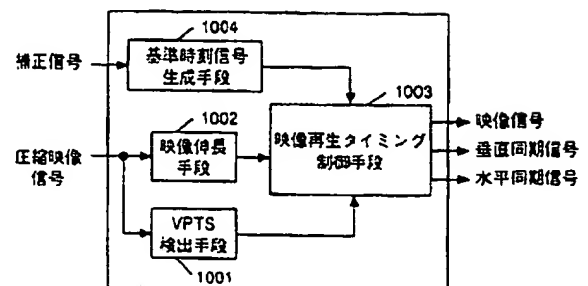 1004
補正信号
基準時刻信号
生成手段
1003
1002
映像信号
圧縮映像
信号
映像伸長
手段
映像再生タイミング
制御手段
垂直同期信号
水平同期信号
VPTS
検出手段
1001